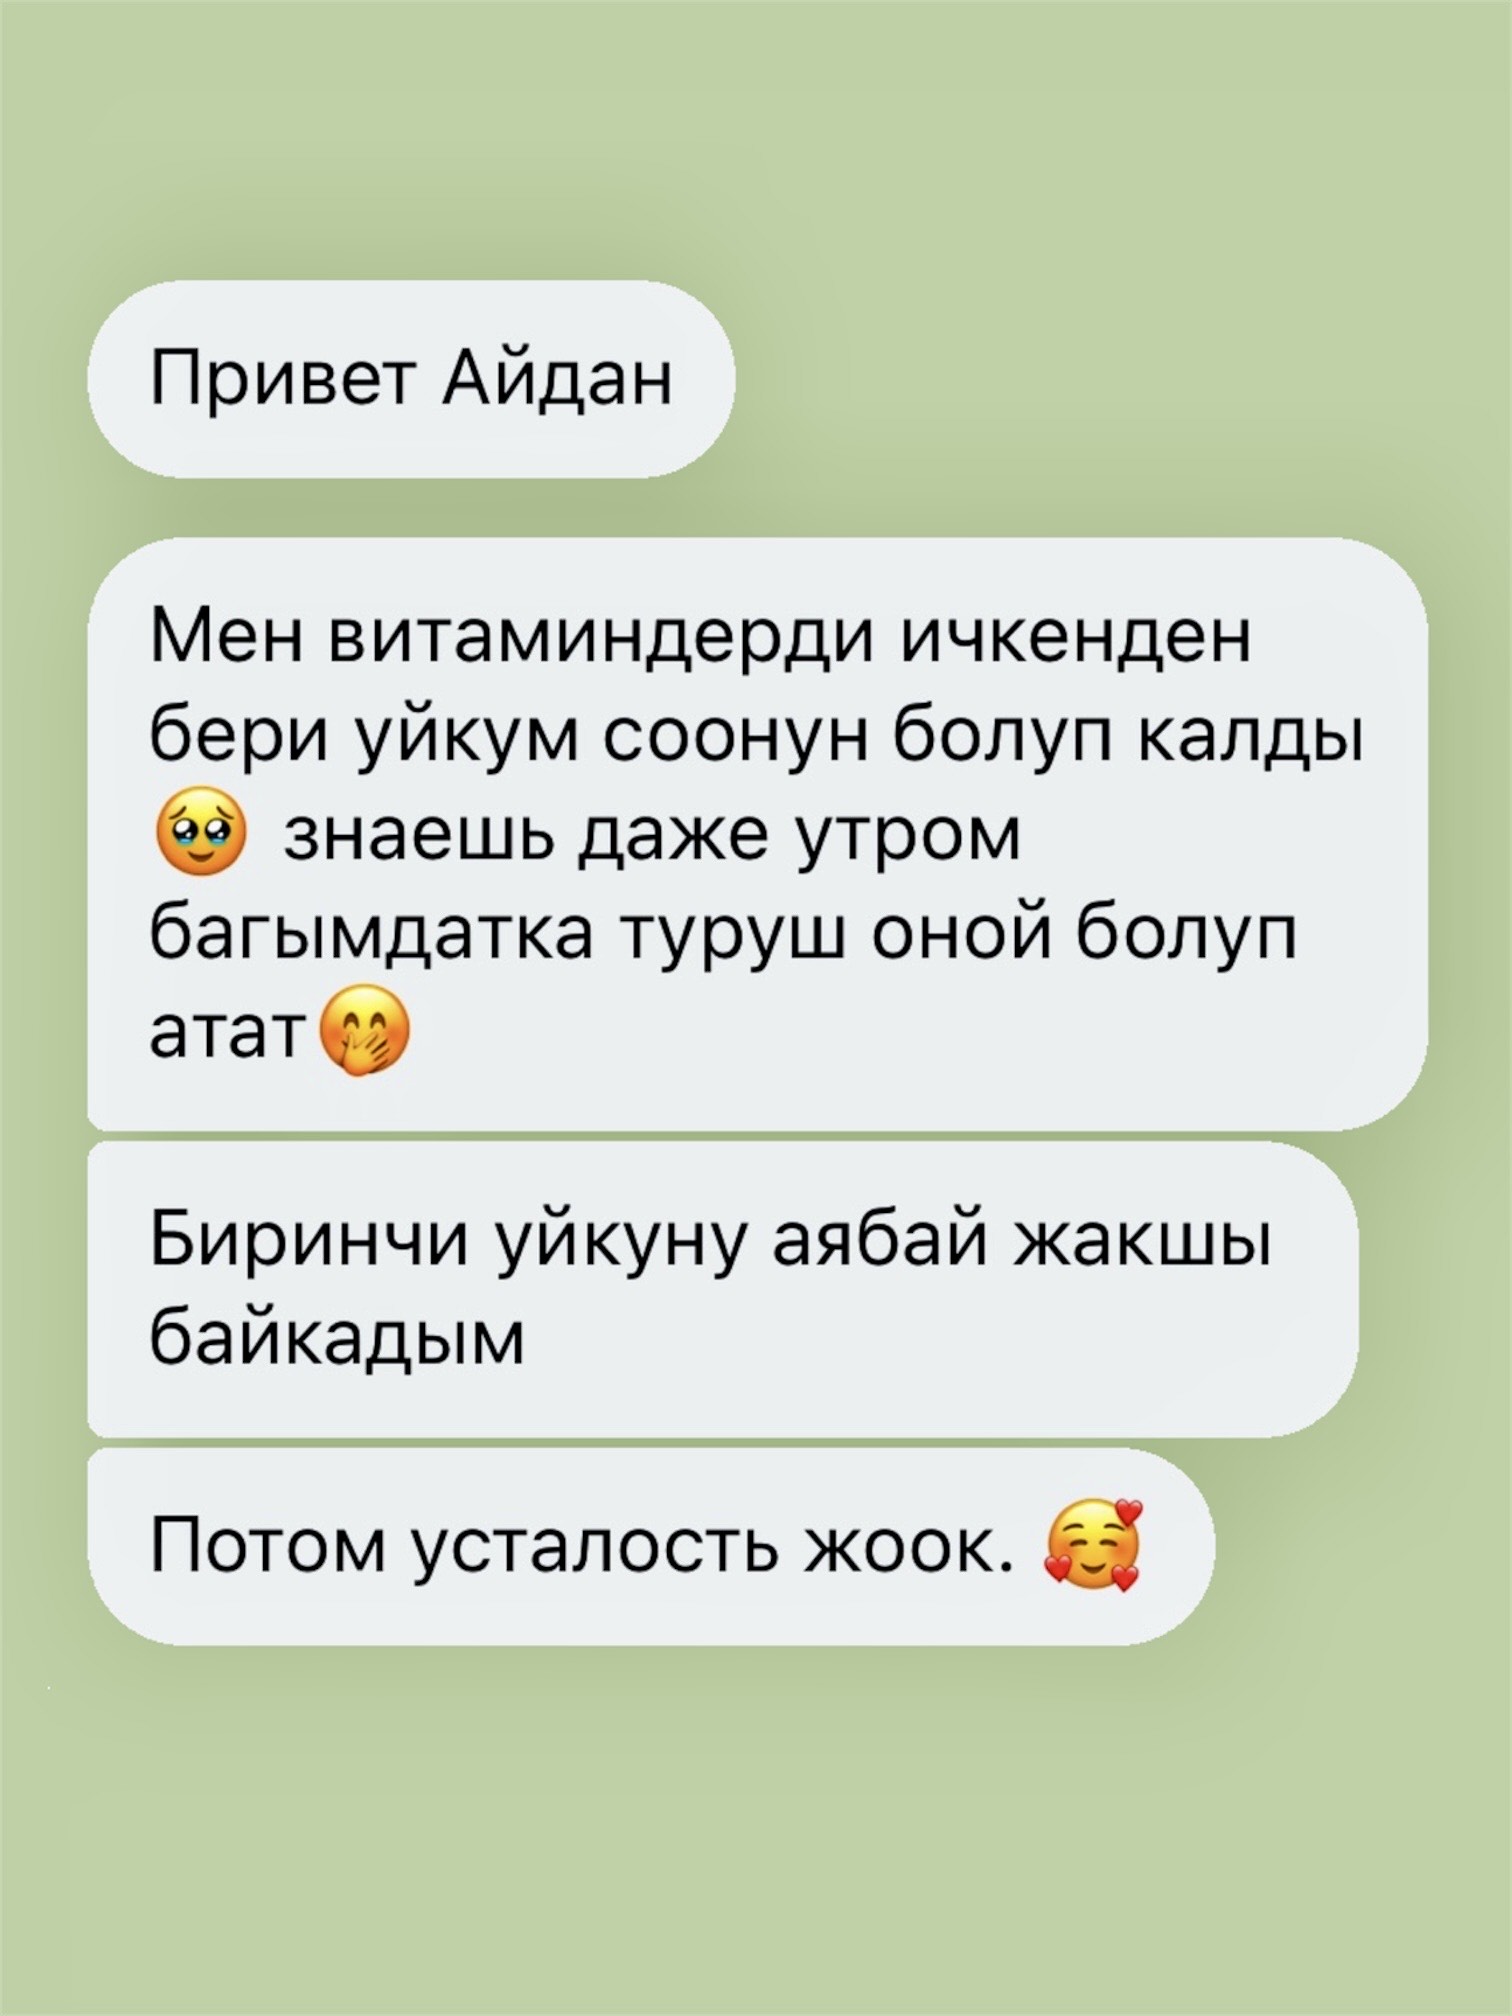 Привет Айдан
Мен витаминдерди ичкенден
бери уйкум соонун болуп калды
🥹 знаешь даже утром
багымдатка туруш оной болуп
атат🤭
Биринчи уйкуну аябай жакшы
байкадым
Потом усталость жоок. 🥰